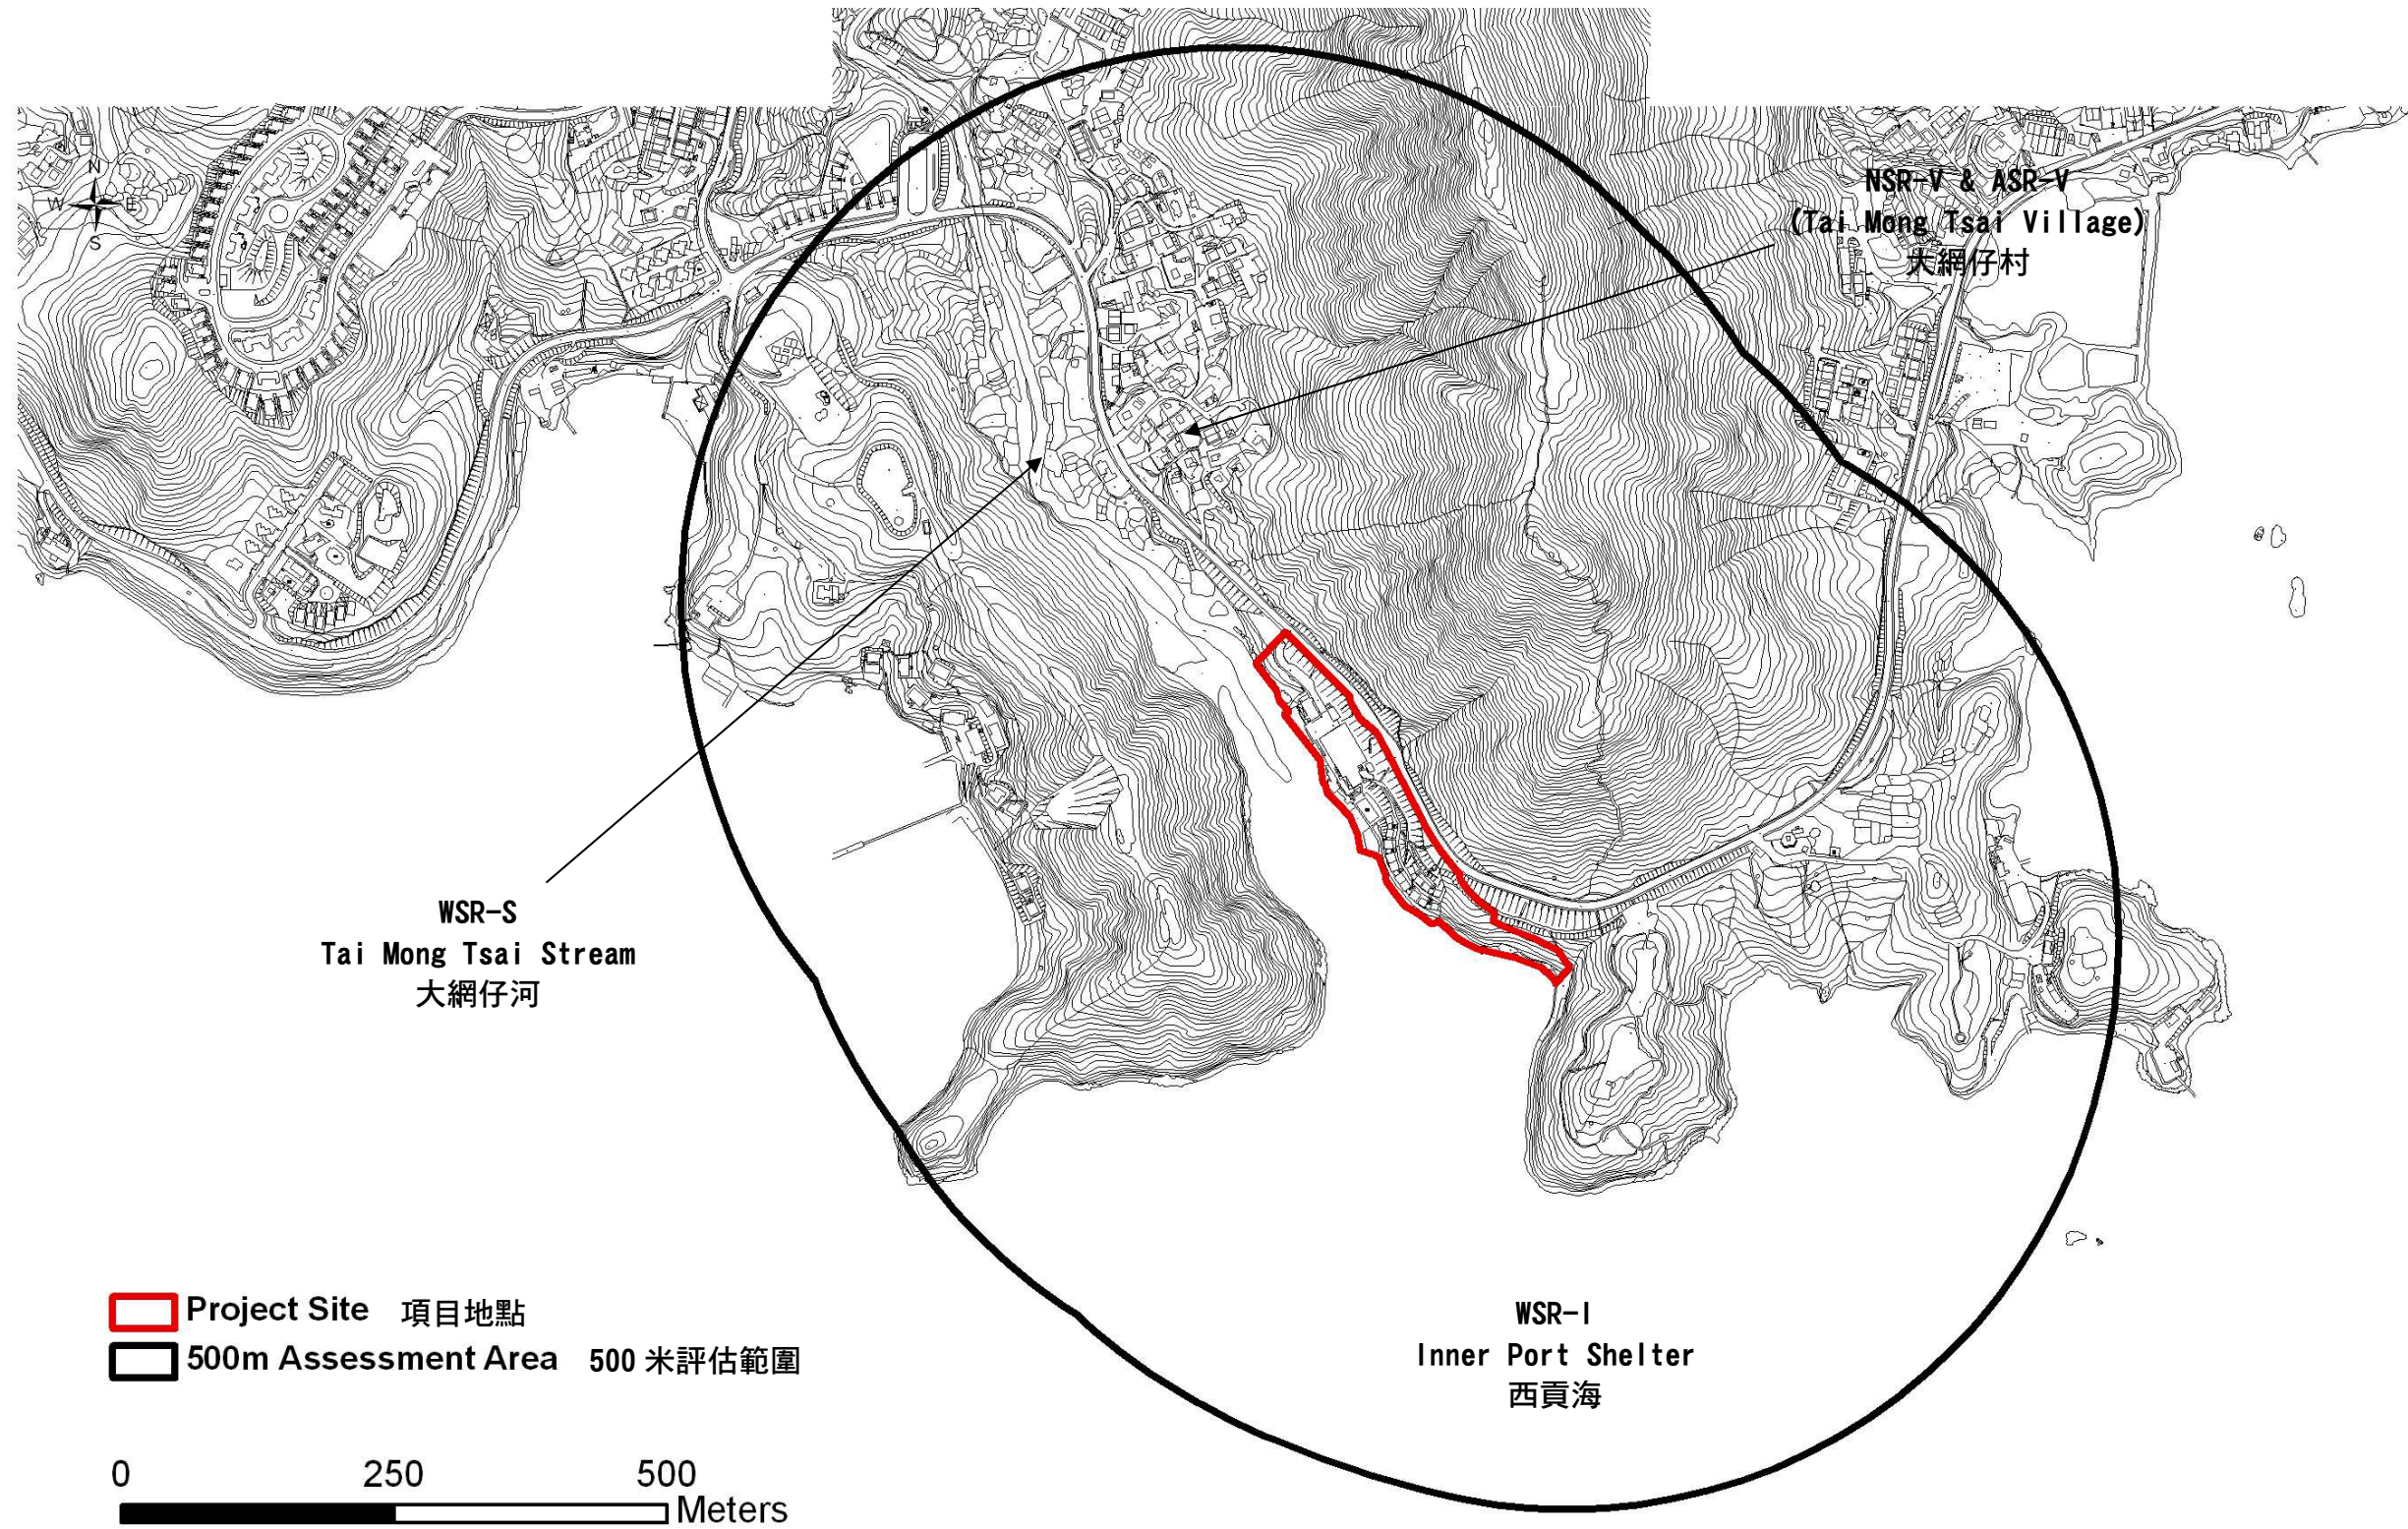 N
W E
S
NSR-V & ASR-V
(Tai Mong Tsai Village)
大網仔村
WSR-S
Tai Mong Tsai Stream
大網仔河
WSR-I
Inner Port Shelter
西貢海
Project Site 項目地點
500m Assessment Area 500 米評估範圍
0 250 500
Meters